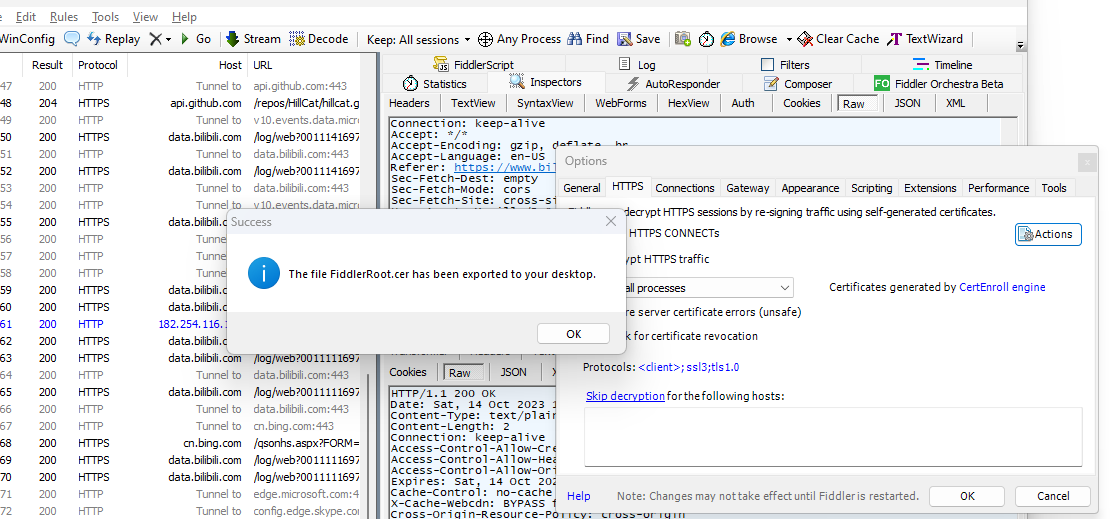 Edit Rules Tools View Help
WinConfig Replay Go Stream Decode Keep: All sessions Any Process Find Save Browse Clear Cache TextWizard
Result Protocol Host URL
47 200 HTTP Tunnel to api.github.com:443
48 204 HTTPS api.github.com /repos/HillCat/hillcat.g
49 200 HTTP Tunnel to v10.events.data.micr
50 200 HTTPS data.bilibili.com /log/web?0011141697
51 200 HTTP Tunnel to data.bilibili.com:443
52 200 HTTPS data.bilibili.com /log/web?0011141697
53 200 HTTP Tunnel to data.bilibili.com:443
54 200 HTTP Tunnel to v10.events.data.micr
55 200 HTTPS data.bilibili.c
56 200 HTTP Tunnel
57 200 HTTP Tunnel
58 200 HTTP Tunnel
59 200 HTTPS data.bilibili.c
60 200 HTTPS data.bilibili.c
61 200 HTTP 182.254.116.
62 200 HTTPS data.bilibili.c
63 200 HTTPS data.bilibili.com /log/web?0011111697
64 200 HTTP Tunnel to data.bilibili.com:443
65 200 HTTPS data.bilibili.com /log/web?0011111697
66 200 HTTP Tunnel to data.bilibili.com:443
67 200 HTTP Tunnel to cn.bing.com:443
68 200 HTTPS cn.bing.com /qsonhs.aspx?FORM=
69 200 HTTPS data.bilibili.com /log/web?0011111697
70 200 HTTPS data.bilibili.com /log/web?0011111697
71 200 HTTP Tunnel to edge.microsoft.com:4
72 200 HTTP Tunnel to config.edge.skype.com
FiddlerScript Log Filters Timeline
Statistics Inspectors AutoResponder Composer FO Fiddler Orchestra Beta
Headers TextView SyntaxView WebForms HexView Auth Cookies Raw JSON XML
Connection: keep-alive
Accept: */*
Accept-Encoding: gzip, deflate, br
Accept-Language: en-US
Referer: https://www.bil
Sec-Fetch-Dest: empty
Sec-Fetch-Mode: cors
Sec-Fetch-Site: cross-si
Cookies Raw JSON
HTTP/1.1 200 OK
Date: Sat, 14 Oct 2023 1
Content-Type: text/plain
Content-Length: 2
Connection: keep-alive
Access-Control-Allow-Cre
Access-Control-Allow-Hea
Access-Control-Allow-Ori
Expires: Sat, 14 Oct 202
Cache-Control: no-cache
X-Cache-Webcdn: BYPASS f
Cross-Origin-Resource-Policy: cross-origin
Success
The file FiddlerRoot.cer has been exported to your desktop.
OK
Options
General HTTPS Connections Gateway Appearance Scripting Extensions Performance Tools
decrypt HTTPS sessions by re-signing traffic using self-generated certificates.
HTTPS CONNECTs
Actions
ypt HTTPS traffic
all processes
Certificates generated by CertEnroll engine
re server certificate errors (unsafe)
k for certificate revocation
Protocols: <client>; ssl3;tls1.0
Skip decryption for the following hosts:
Help Note: Changes may not take effect until Fiddler is restarted. OK Cancel